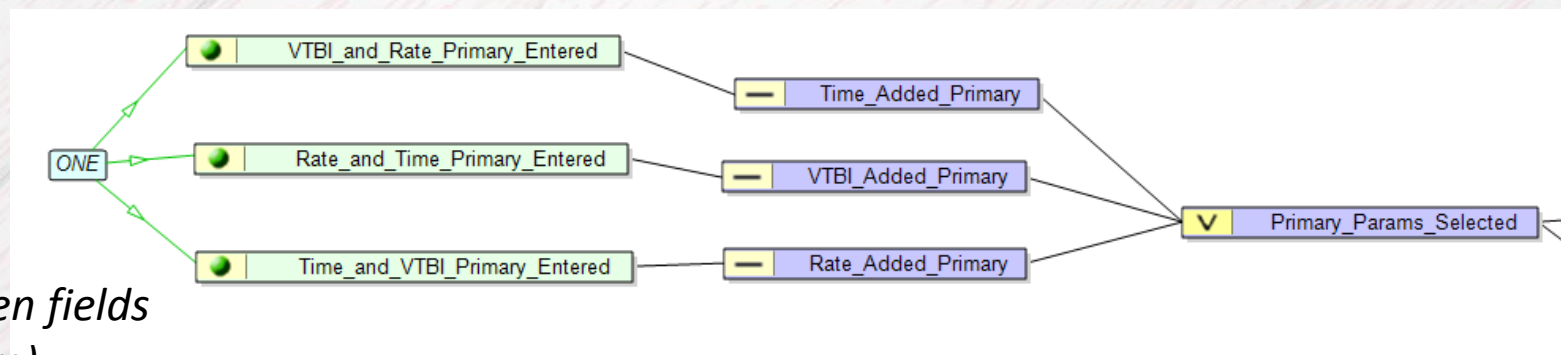 VTBI_and_Rate_Primary_Entered
Time_Added_Primary
ONE
Rate_and_Time_Primary_Entered
VTBI_Added_Primary
V
Primary_Params_Selected
Time_and_VTBI_Primary_Entered
Rate_Added_Primary
en fields